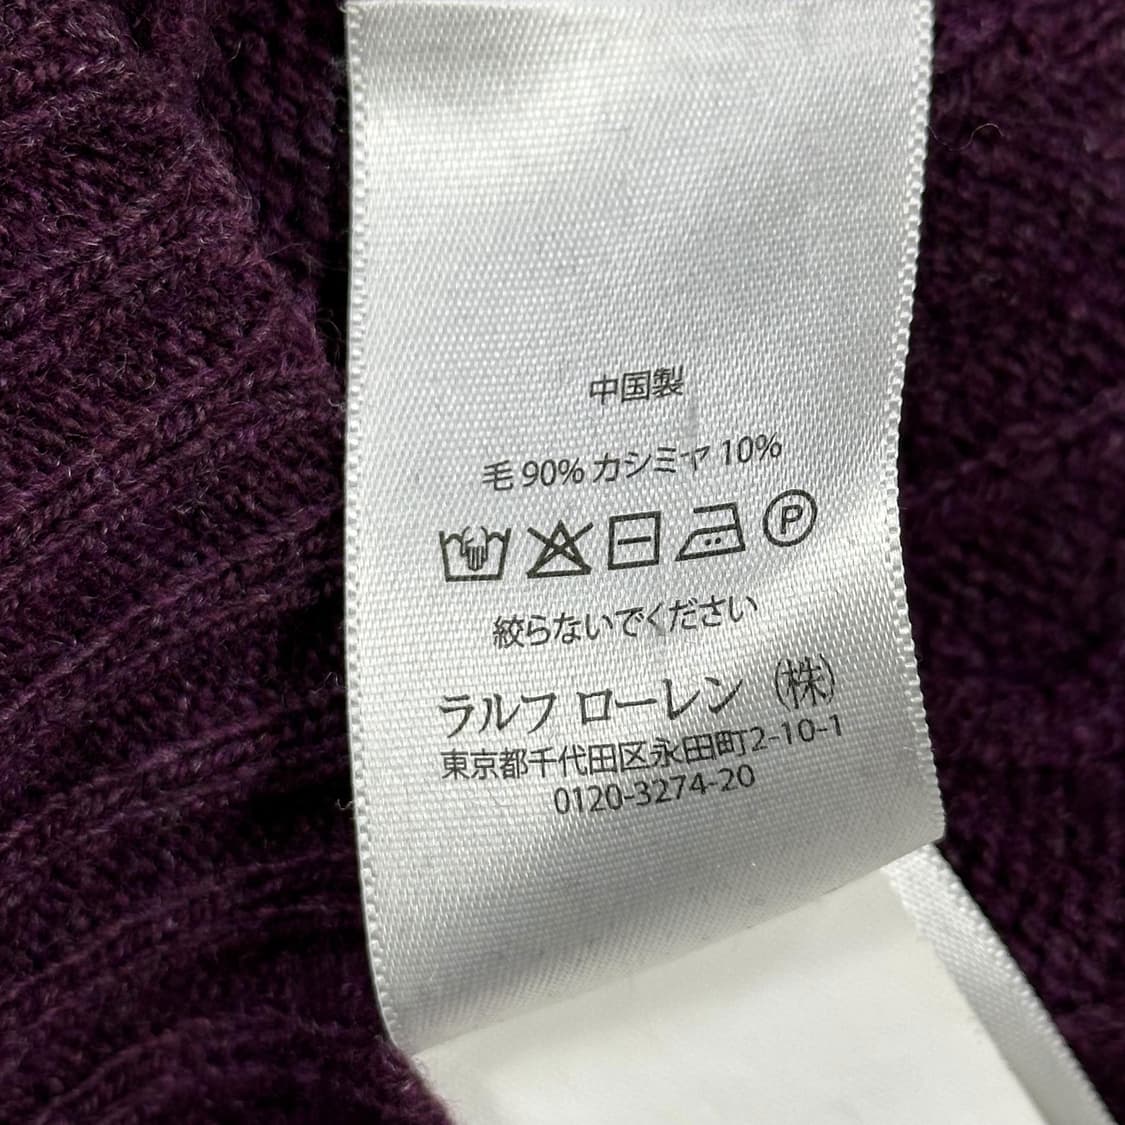 中国製
毛 90% カシミヤ 10%
P
絞らないでください
ラルフ ローレン (株)
東京都千代田区永田町2-10-1
0120-3274-20